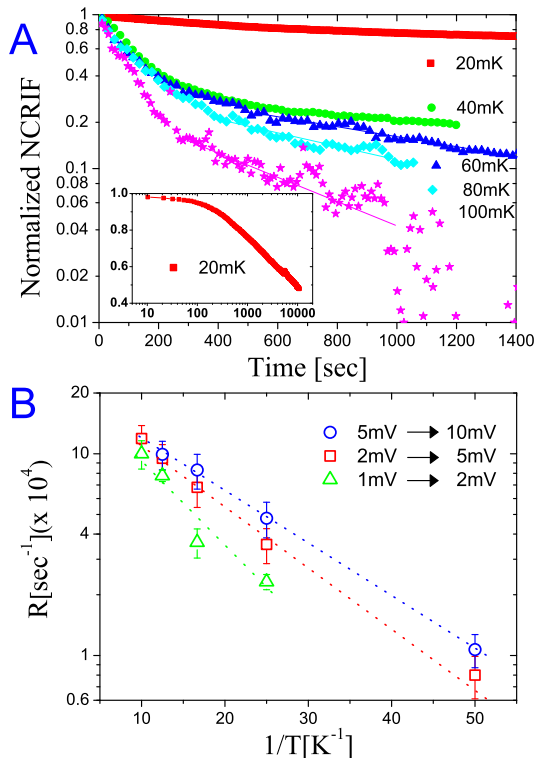 A
Normalized NCRIF
1
0.8
0.4
0.2
0.1
0.08
0.06
0.04
0.02
0.01
20mK
40mK
60mK
80mK
100mK
1.0
0.8
0.6
0.4
20mK
10 100 1000 10000
0 200 400 600 800 1000 1200 1400
Time [sec]
B
R[sec⁻¹](x 10⁴)
20
10
4
1
0.6
5mV 10mV
2mV 5mV
1mV 2mV
10 20 30 40 50
1/T[K⁻¹]